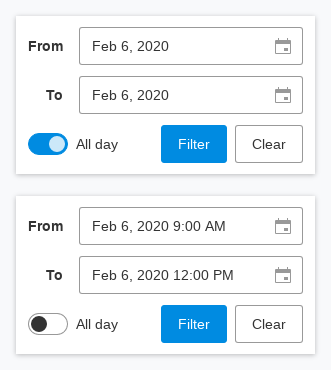 From Feb 6, 2020
To Feb 6, 2020
All day Filter Clear
From Feb 6, 2020 9:00 AM
To Feb 6, 2020 12:00 PM
All day Filter Clear